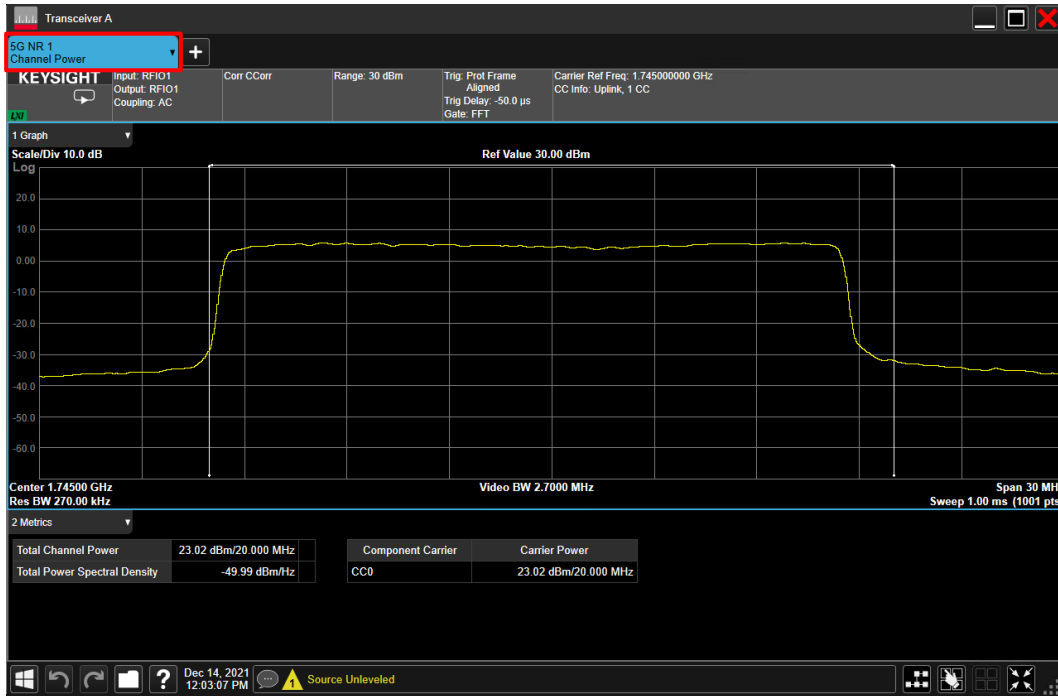 Transceiver A
5G NR 1
Channel Power
+
KEYSIGHT
LXI
Input: RFIO1
Output: RFIO1
Coupling: AC
Corr CCorr
Range: 30 dBm
Trig: Prot Frame
Aligned
Trig Delay: -50.0 µs
Gate: FFT
Carrier Ref Freq: 1.745000000 GHz
CC Info: Uplink, 1 CC
1 Graph
Scale/Div 10.0 dB
Ref Value 30.00 dBm
Log
20.0
10.0
0.00
-10.0
-20.0
-30.0
-40.0
-50.0
-60.0
Center 1.74500 GHz
Video BW 2.7000 MHz
Span 30 MH
Res BW 270.00 kHz
Sweep 1.00 ms (1001 pts
2 Metrics
Total Channel Power 23.02 dBm/20.000 MHz
Total Power Spectral Density -49.99 dBm/Hz
Component Carrier Carrier Power
CC0 23.02 dBm/20.000 MHz
?
Dec 14, 2021
12:03:07 PM
1
Source Unleveled